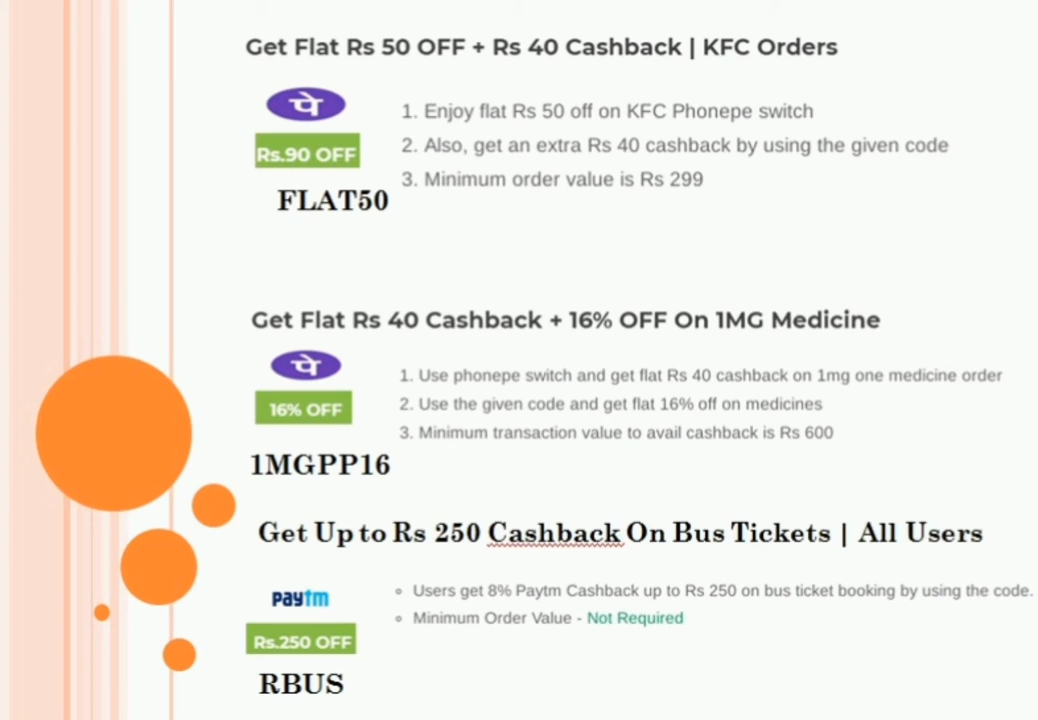 Get Flat Rs 50 OFF + Rs 40 Cashback | KFC Orders
पे
Rs.90 OFF
FLAT50
1. Enjoy flat Rs 50 off on KFC Phonepe switch
2. Also, get an extra Rs 40 cashback by using the given code
3. Minimum order value is Rs 299
Get Flat Rs 40 Cashback + 16% OFF On 1MG Medicine
पे
16% OFF
1MGPP16
1. Use phonepe switch and get flat Rs 40 cashback on 1mg one medicine order
2. Use the given code and get flat 16% off on medicines
3. Minimum transaction value to avail cashback is Rs 600
Get Up to Rs 250 Cashback On Bus Tickets | All Users
paytm
Rs.250 OFF
RBUS
Users get 8% Paytm Cashback up to Rs 250 on bus ticket booking by using the code.
Minimum Order Value - Not Required